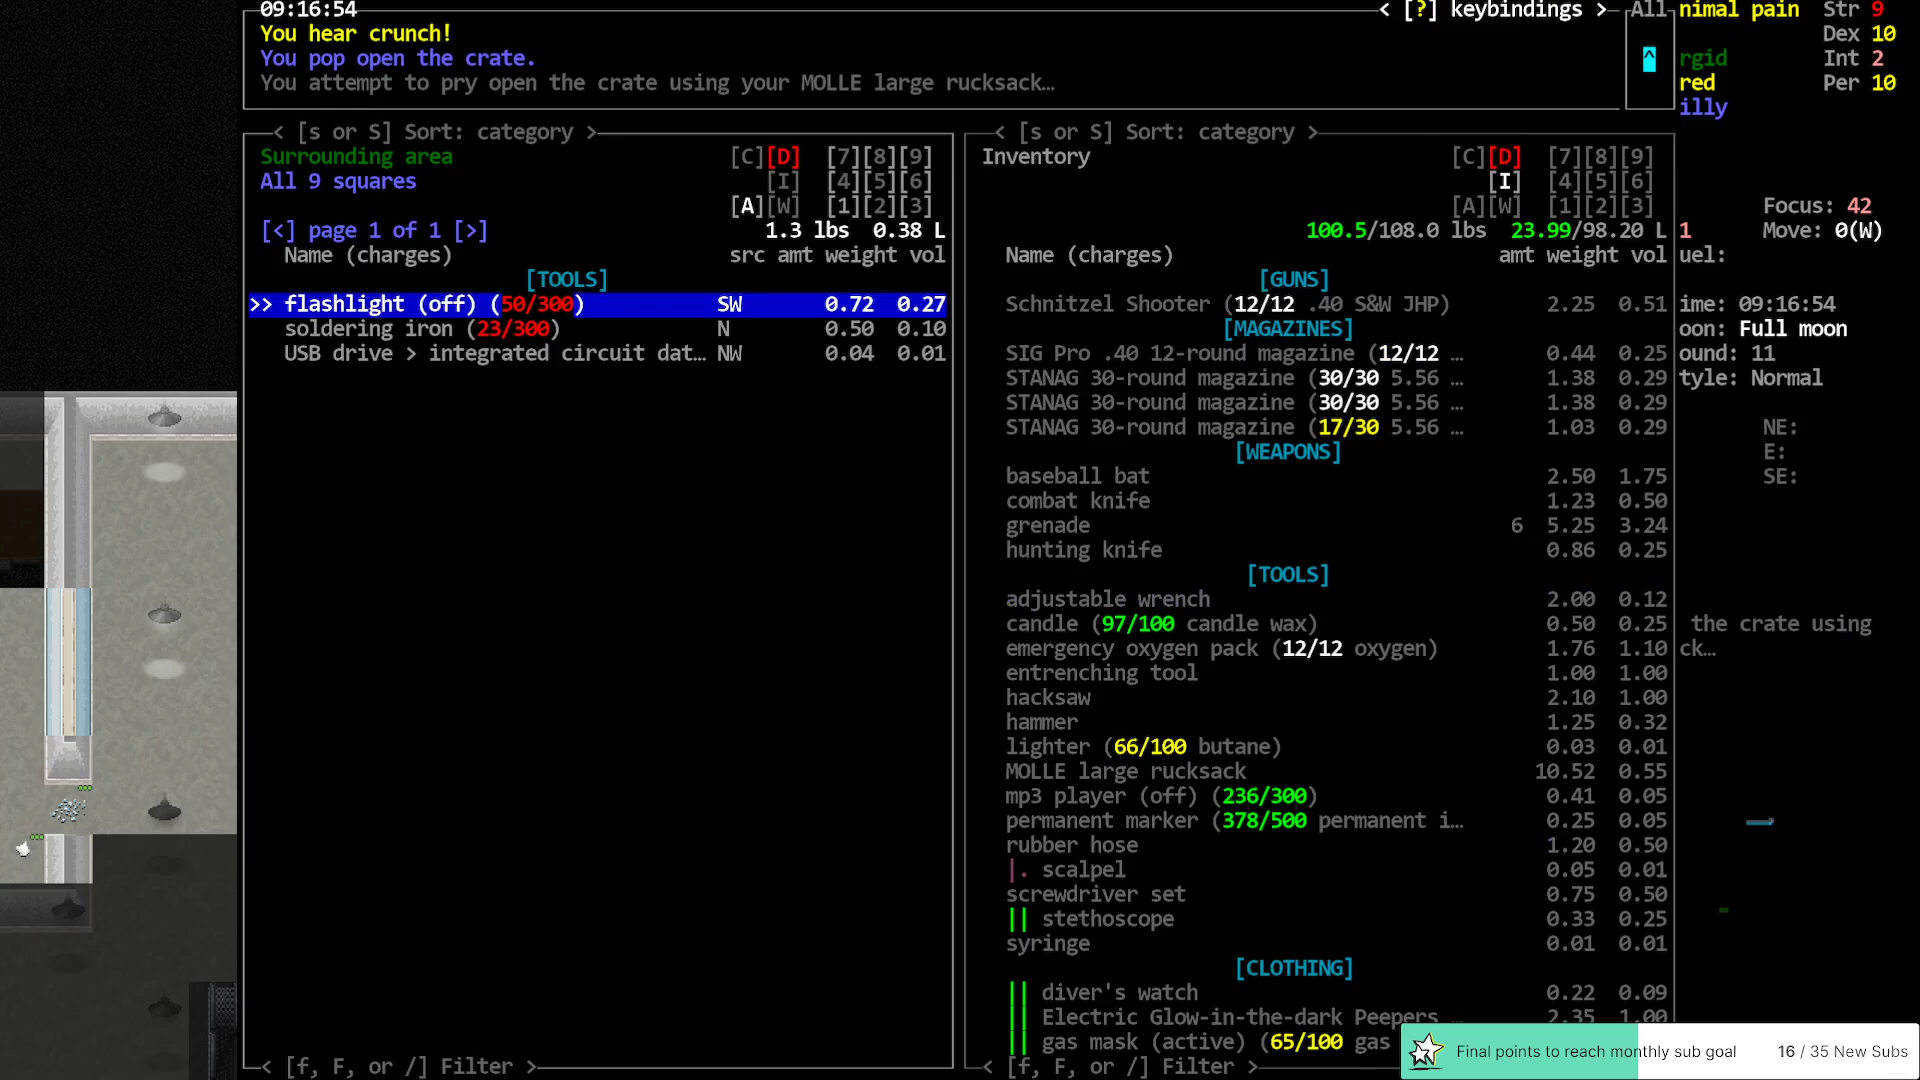 09:16:54
< [?] keybindings >
You hear crunch!
You pop open the crate.
You attempt to pry open the crate using your MOLLE large rucksack…
All
^
nimal pain
Str 9
Dex 10
rgid
Int 2
red
Per 10
illy
< [s or S] Sort: category >
Surrounding area
[C][D] [7][8][9]
All 9 squares
[I] [4][5][6]
[A][W] [1][2][3]
[<] page 1 of 1 [>]
1.3 lbs 0.38 L
Name (charges) src amt weight vol
[TOOLS]
>> flashlight (off) (50/300) SW 0.72 0.27
soldering iron (23/300) N 0.50 0.10
USB drive > integrated circuit dat… NW 0.04 0.01
< [f, F, or /] Filter >
< [s or S] Sort: category >
Inventory
[C][D] [7][8][9]
[I] [4][5][6]
[A][W] [1][2][3]
100.5/108.0 lbs 23.99/98.20 L
Name (charges) amt weight vol
[GUNS]
Schnitzel Shooter (12/12 .40 S&W JHP) 2.25 0.51
[MAGAZINES]
SIG Pro .40 12-round magazine (12/12 … 0.44 0.25
STANAG 30-round magazine (30/30 5.56 … 1.38 0.29
STANAG 30-round magazine (30/30 5.56 … 1.38 0.29
STANAG 30-round magazine (17/30 5.56 … 1.03 0.29
[WEAPONS]
baseball bat 2.50 1.75
combat knife 1.23 0.50
grenade 6 5.25 3.24
hunting knife 0.86 0.25
[TOOLS]
adjustable wrench 2.00 0.12
candle (97/100 candle wax) 0.50 0.25
emergency oxygen pack (12/12 oxygen) 1.76 1.10
entrenching tool 1.00 1.00
hacksaw 2.10 1.00
hammer 1.25 0.32
lighter (66/100 butane) 0.03 0.01
MOLLE large rucksack 10.52 0.55
mp3 player (off) (236/300) 0.41 0.05
permanent marker (378/500 permanent i… 0.25 0.05
rubber hose 1.20 0.50
|. scalpel 0.05 0.01
screwdriver set 0.75 0.50
|| stethoscope 0.33 0.25
syringe 0.01 0.01
[CLOTHING]
|| diver's watch 0.22 0.09
|| Electric Glow-in-the-dark Peepers … 2.35 1.00
|| gas mask (active) (65/100 gas
< [f, F, or /] Filter >
Focus: 42
1 Move: 0(W)
uel:
ime: 09:16:54
oon: Full moon
ound: 11
tyle: Normal
NE:
E:
SE:
the crate using
ck…
Final points to reach monthly sub goal 16 / 35 New Subs